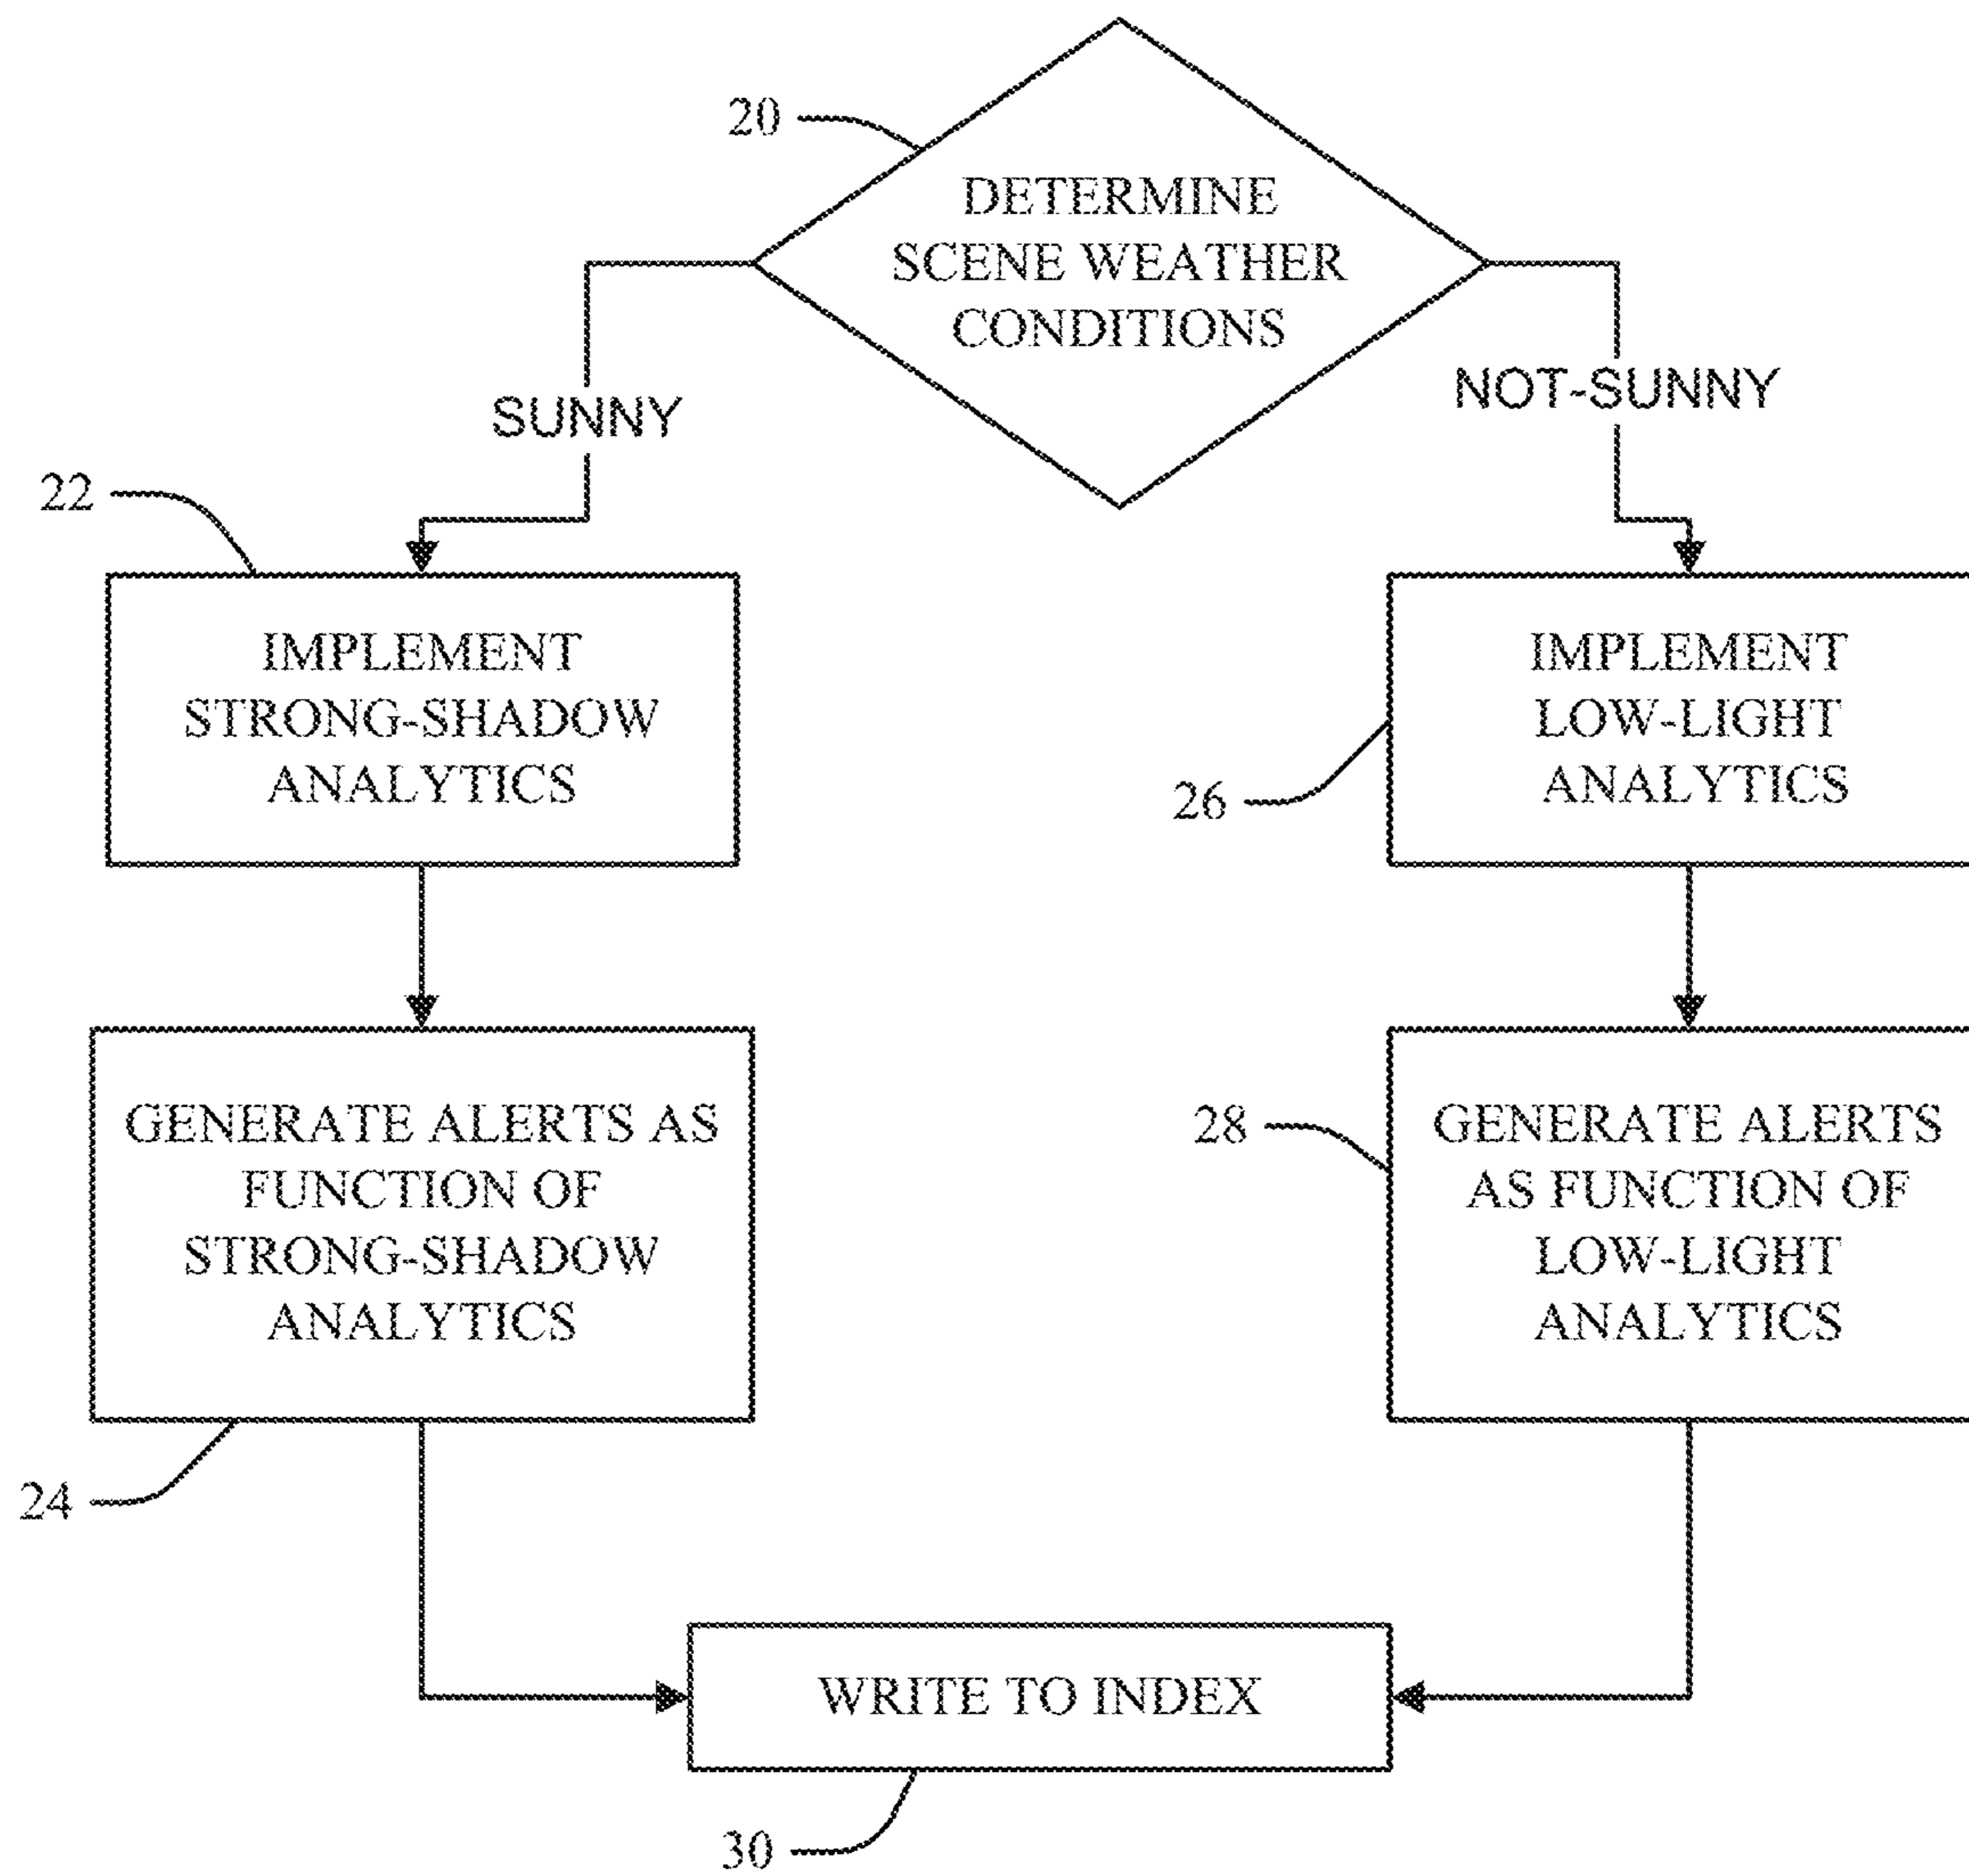 20
DETERMINE
SCENE WEATHER
CONDITIONS
SUNNY
NOT-SUNNY
22
IMPLEMENT
STRONG-SHADOW
ANALYTICS
26
IMPLEMENT
LOW-LIGHT
ANALYTICS
GENERATE ALERTS AS
FUNCTION OF
STRONG-SHADOW
ANALYTICS
24
28
GENERATE ALERTS
AS FUNCTION OF
LOW-LIGHT
ANALYTICS
WRITE TO INDEX
30